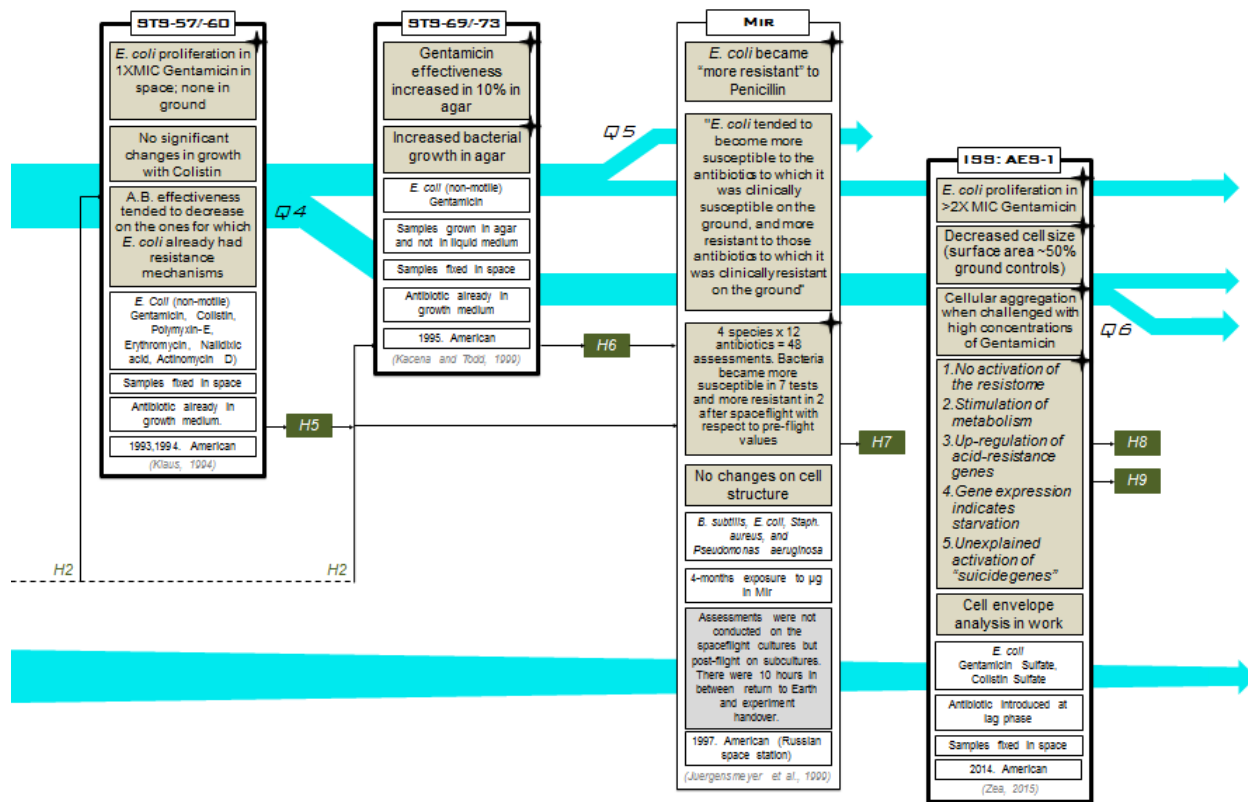 STS-57/-60
E. coli proliferation in
1XMIC Gentamicin in
space; none in
ground
No significant
changes in growth
with Colistin
A.B. effectiveness
tended to decrease
on the ones for which
E. coli already had
resistance
mechanisms
E. Coli (non-motile)
Gentamicin, Colistin,
Polymyxin-E,
Erythromycin, Nalidixic
acid, Actinomycin D)
Samples fixed in space
Antibiotic already in
growth medium.
1993,1994. American
(Klaus, 1994)
H2
Q4
H5
H2
STS-69/-73
Gentamicin
effectiveness
increased in 10% in
agar
Increased bacterial
growth in agar
E. coli (non-motile)
Gentamicin
Samples grown in agar
and not in liquid medium
Samples fixed in space
Antibiotic already in
growth medium
1995. American
(Kacena and Todd, 1999)
Q5
H6
MIR
E. coli became
"more resistant" to
Penicillin
"E. coli tended to
become more
susceptible to the
antibiotics to which it
was clinically
susceptible on the
ground, and more
resistant to those
antibiotics to which it
was clinically resistant
on the ground"
4 species x 12
antibiotics = 48
assessments. Bacteria
became more
susceptible in 7 tests
and more resistant in 2
after spaceflight with
respect to pre-flight
values
No changes on cell
structure
B. subtilis, E. coli, Staph.
aureus, and
Pseudomonas aeruginosa
4-months exposure to µg
in Mir
Assessments were not
conducted on the
spaceflight cultures but
post-flight on subcultures.
There were 10 hours in
between return to Earth
and experiment
handover.
1997. American (Russian
space station)
(Juergensmeyer et al., 1999)
H7
ISS: AES-1
E. coli proliferation in
>2X MIC Gentamicin
Decreased cell size
(surface area ~50%
ground controls)
Cellular aggregation
when challenged with
high concentrations
of Gentamicin
1.No activation of
the resistome
2.Stimulation of
metabolism
3.Up-regulation of
acid-resistance
genes
4.Gene expression
indicates
starvation
5.Unexplained
activation of
"suicide genes"
Cell envelope
analysis in work
E. coli
Gentamicin Sulfate,
Colistin Sulfate
Antibiotic introduced at
lag phase
Samples fixed in space
2014. American
(Zea, 2015)
Q6
H8
H9